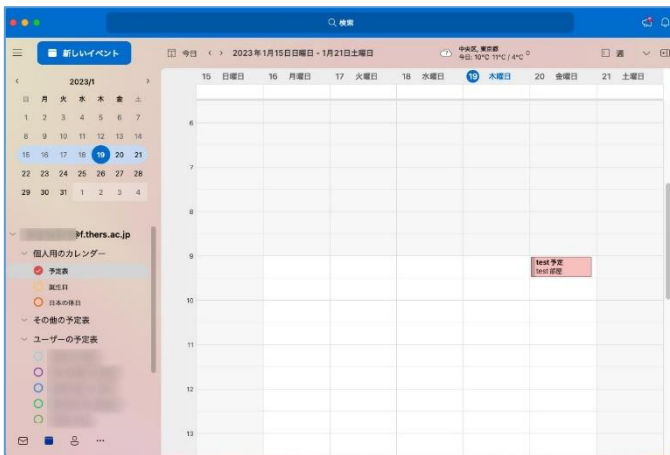 検索
新しいイベント
今日 < > 2023年1月15日日曜日 - 1月21日土曜日
中央区, 東京都
今日: 10°C 11°C / 4°C
週
2023/1
日 月 火 水 木 金 土
1 2 3 4 5 6 7
8 9 10 11 12 13 14
15 16 17 18 19 20 21
22 23 24 25 26 27 28
29 30 31 1 2 3 4
@f.thers.ac.jp
個人用のカレンダー
予定表
誕生日
日本の休日
その他の予定表
ユーザーの予定表
15 日曜日 16 月曜日 17 火曜日 18 水曜日 19 木曜日 20 金曜日 21 土曜日
6
7
8
9
test 予定
test 部屋
10
11
12
13